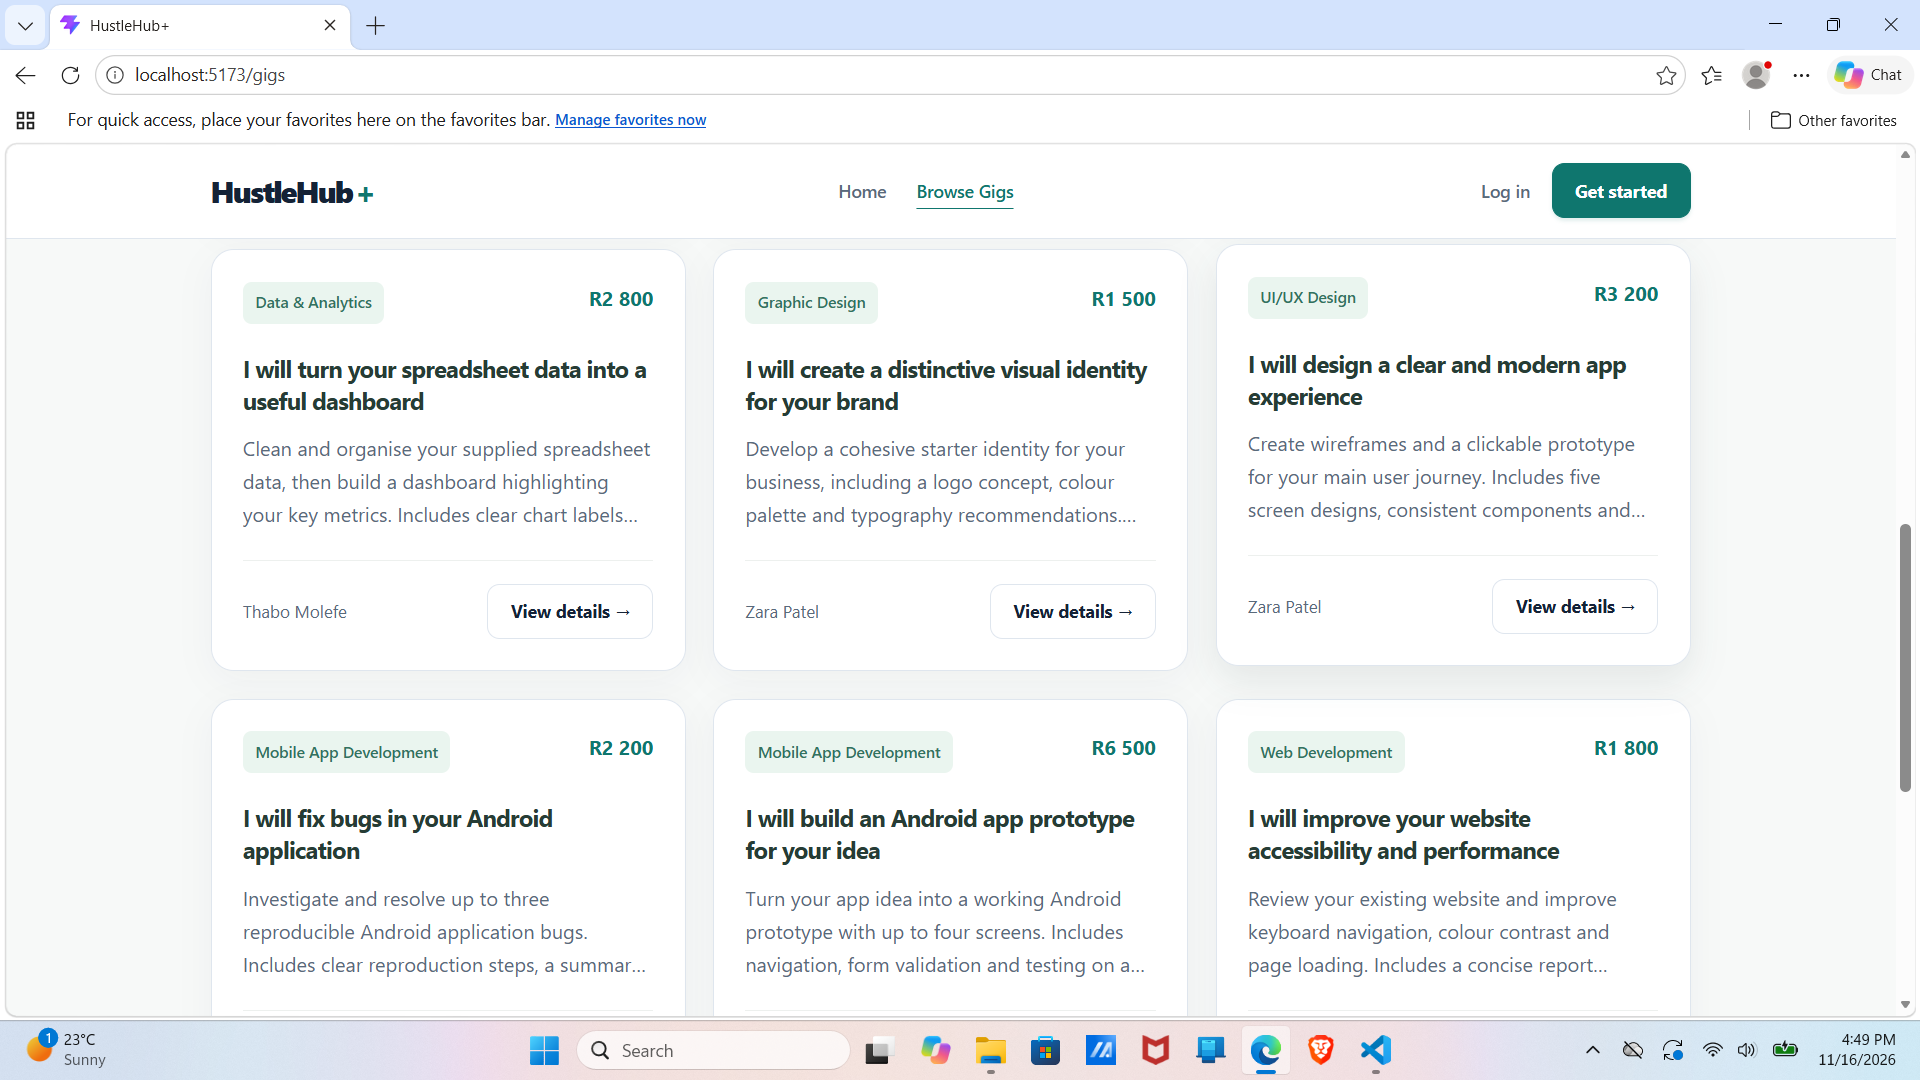 HustleHub+
localhost:5173/gigs
Chat
For quick access, place your favorites here on the favorites bar. Manage favorites now
Other favorites
HustleHub+
Home
Browse Gigs
Log in
Get started
Data & Analytics
R2 800
I will turn your spreadsheet data into a
useful dashboard
Clean and organise your supplied spreadsheet
data, then build a dashboard highlighting
your key metrics. Includes clear chart labels...
Thabo Molefe
View details →
Graphic Design
R1 500
I will create a distinctive visual identity
for your brand
Develop a cohesive starter identity for your
business, including a logo concept, colour
palette and typography recommendations....
Zara Patel
View details →
UI/UX Design
R3 200
I will design a clear and modern app
experience
Create wireframes and a clickable prototype
for your main user journey. Includes five
screen designs, consistent components and...
Zara Patel
View details →
Mobile App Development
R2 200
I will fix bugs in your Android
application
Investigate and resolve up to three
reproducible Android application bugs.
Includes clear reproduction steps, a summar...
Mobile App Development
R6 500
I will build an Android app prototype
for your idea
Turn your app idea into a working Android
prototype with up to four screens. Includes
navigation, form validation and testing on a...
Web Development
R1 800
I will improve your website
accessibility and performance
Review your existing website and improve
keyboard navigation, colour contrast and
page loading. Includes a concise report...
1
23°C
Sunny
Search
4:49 PM
11/16/2026